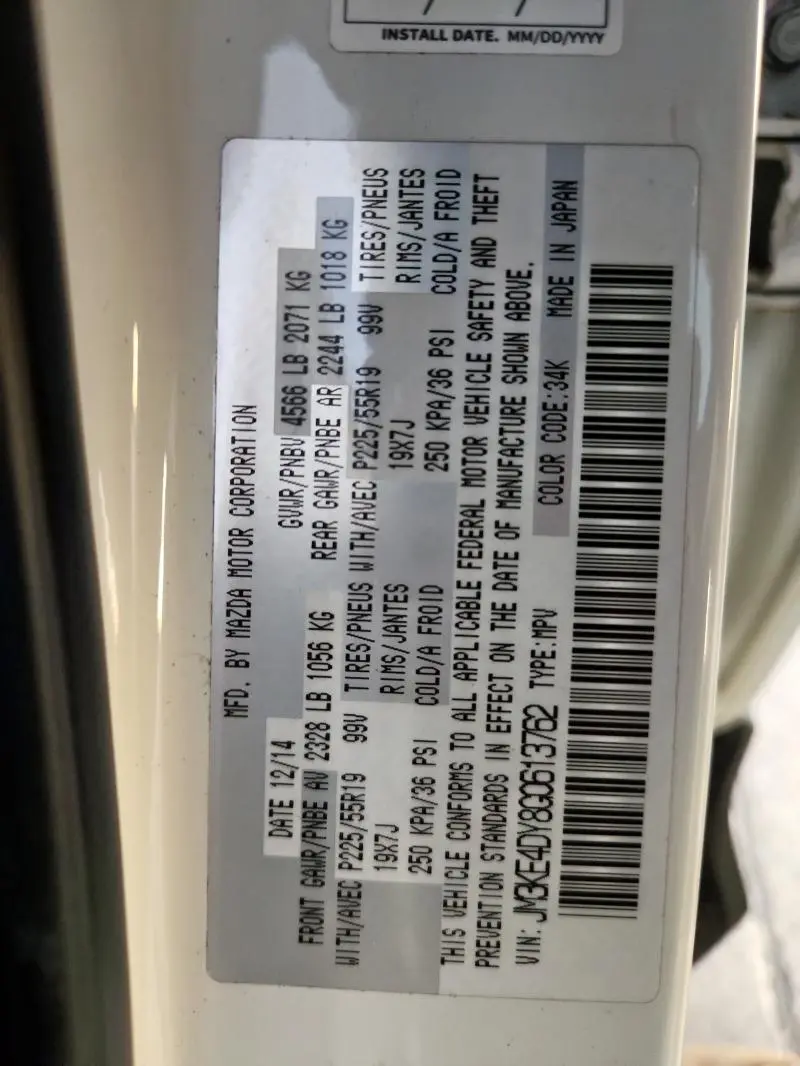 INSTALL DATE. MM/DD/YYYY
MFD. BY MAZDA MOTOR CORPORATION
DATE 12/14 GVWR/PNBV 4566 LB 2071 KG
FRONT GAWR/PNBE AV 2328 LB 1056 KG REAR GAWR/PNBE AR 2244 LB 1018 KG
WITH/AVEC P225/55R19 99V TIRES/PNEUS WITH/AVEC P225/55R19 99V TIRES/PNEUS
19X7J RIMS/JANTES 19X7J RIMS/JANTES
250 KPA/36 PSI COLD/A FROID 250 KPA/36 PSI COLD/A FROID
THIS VEHICLE CONFORMS TO ALL APPLICABLE FEDERAL MOTOR VEHICLE SAFETY AND THEFT
PREVENTION STANDARDS IN EFFECT ON THE DATE OF MANUFACTURE SHOWN ABOVE.
VIN: JM3KE4DY8G0613762 TYPE:MPV COLOR CODE:34K MADE IN JAPAN